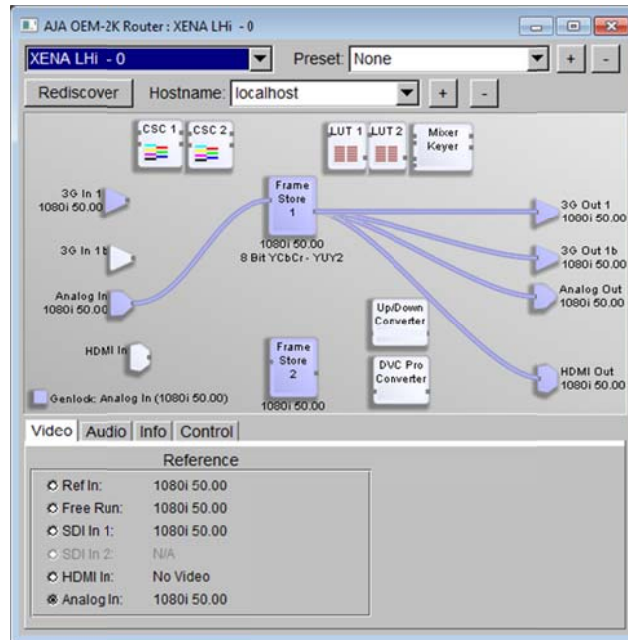 AJA OEM-2K Router : XENA LHi - 0
XENA LHi - 0
Preset: None
+ -
Rediscover
Hostname: localhost
+ -
CSC 1
CSC 2
LUT 1
LUT 2
Mixer
Keyer
3G In 1
1080i 50.00
Frame
Store
1
1080i 50.00
8 Bit YCbCr - YUY2
3G Out 1
1080i 50.00
3G In 1b
3G Out 1b
1080i 50.00
Analog In
1080i 50.00
Analog Out
1080i 50.00
Up/Down
Converter
HDMI In
Frame
Store
2
1080i 50.00
DVC Pro
Converter
HDMI Out
1080i 50.00
Genlock: Analog In (1080i 50.00)
Video Audio Info Control
Reference
Ref In: 1080i 50.00
Free Run: 1080i 50.00
SDI In 1: 1080i 50.00
SDI In 2: N/A
HDMI In: No Video
Analog In: 1080i 50.00